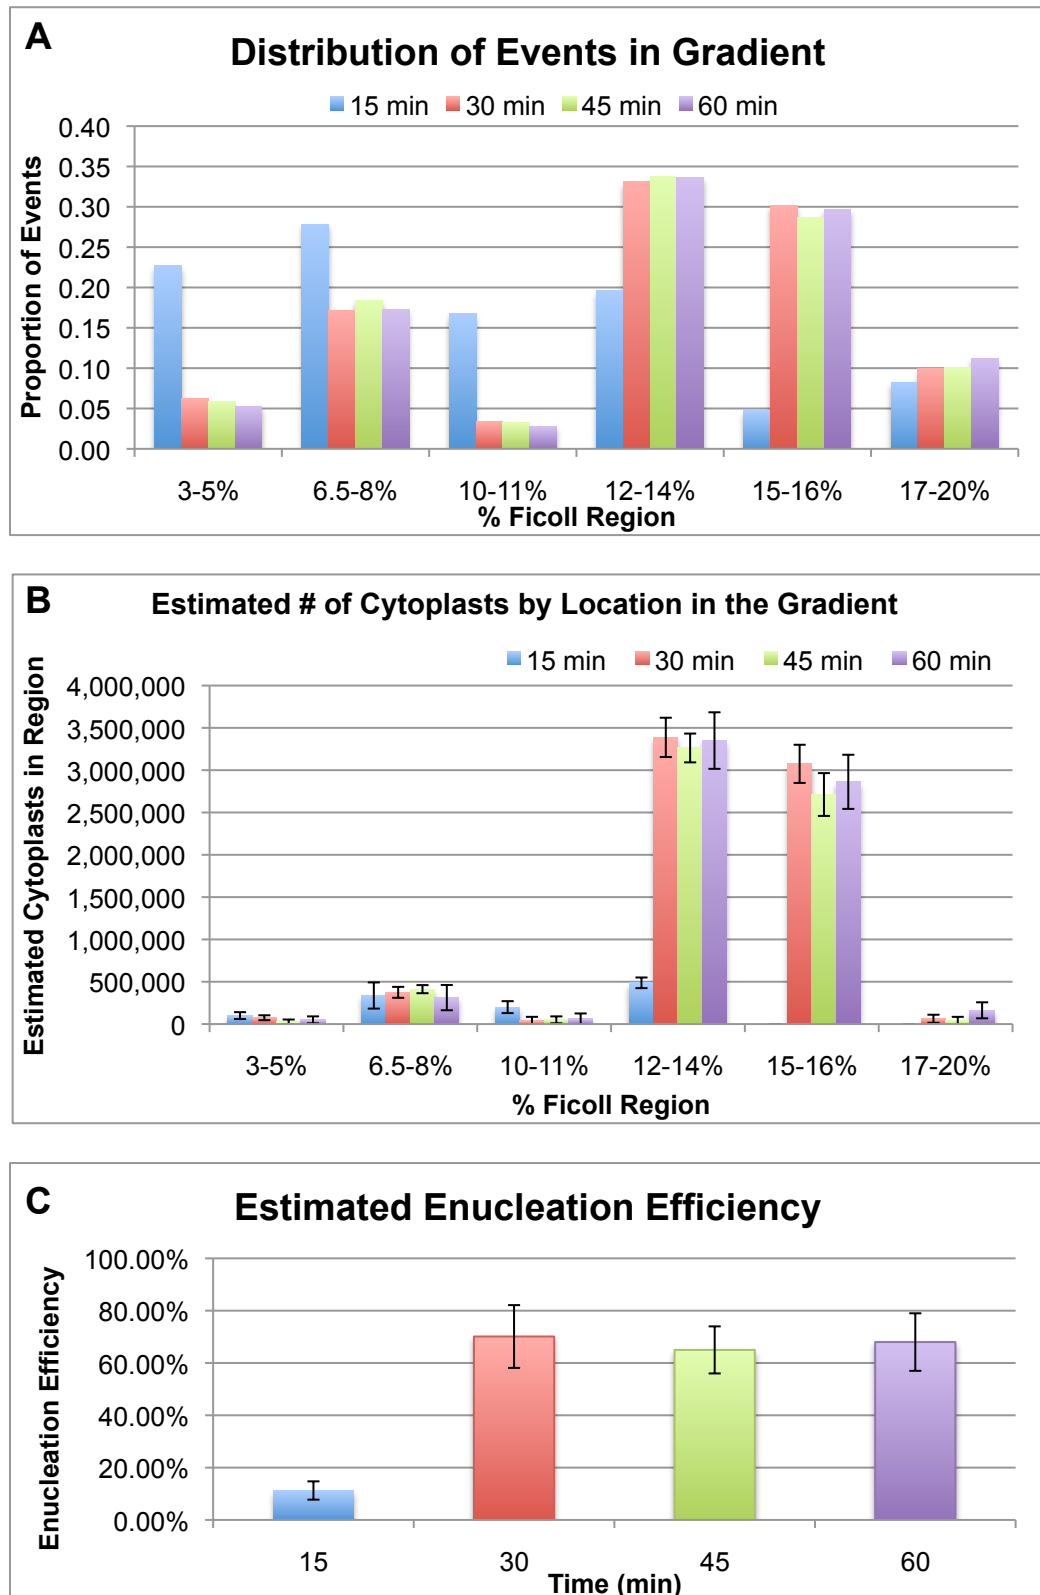 A
Distribution of Events in Gradient
15 min 30 min 45 min 60 min
Proportion of Events
0.40
0.35
0.30
0.25
0.20
0.15
0.10
0.05
0.00
3-5% 6.5-8% 10-11% 12-14% 15-16% 17-20%
% Ficoll Region
B
Estimated # of Cytoplasts by Location in the Gradient
15 min 30 min 45 min 60 min
Estimated Cytoplasts in Region
4,000,000
3,500,000
3,000,000
2,500,000
2,000,000
1,500,000
1,000,000
500,000
0
3-5% 6.5-8% 10-11% 12-14% 15-16% 17-20%
% Ficoll Region
C
Estimated Enucleation Efficiency
Enucleation Efficiency
100.00%
80.00%
60.00%
40.00%
20.00%
0.00%
15 30 45 60
Time (min)